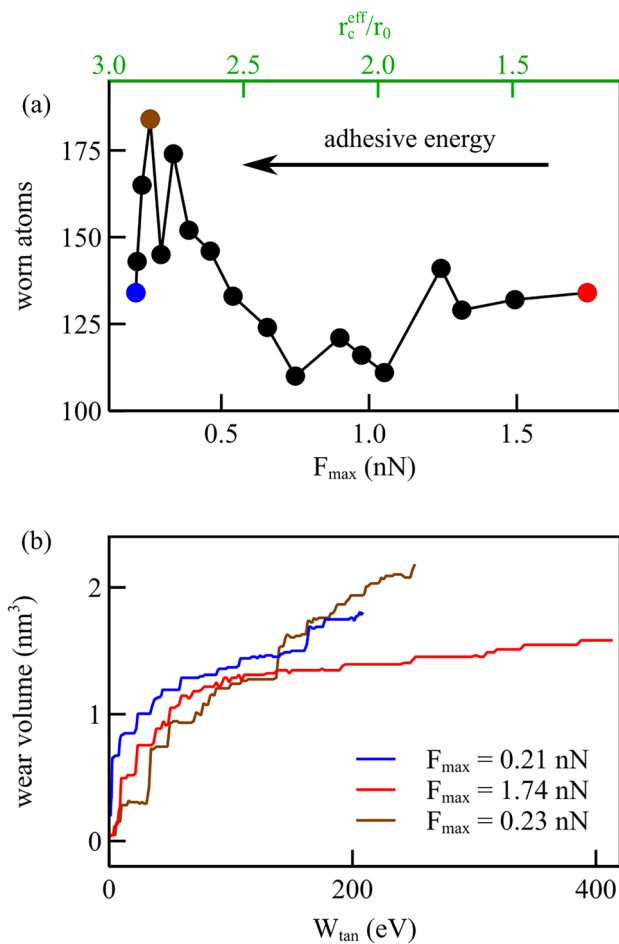 r_c^eff/r_0
3.0 2.5 2.0 1.5
(a)
adhesive energy
175
150
125
100
worn atoms
0.5 1.0 1.5
F_max (nN)
(b)
2
1
0
wear volume (nm³)
F_max = 0.21 nN
F_max = 1.74 nN
F_max = 0.23 nN
0 200 400
W_tan (eV)